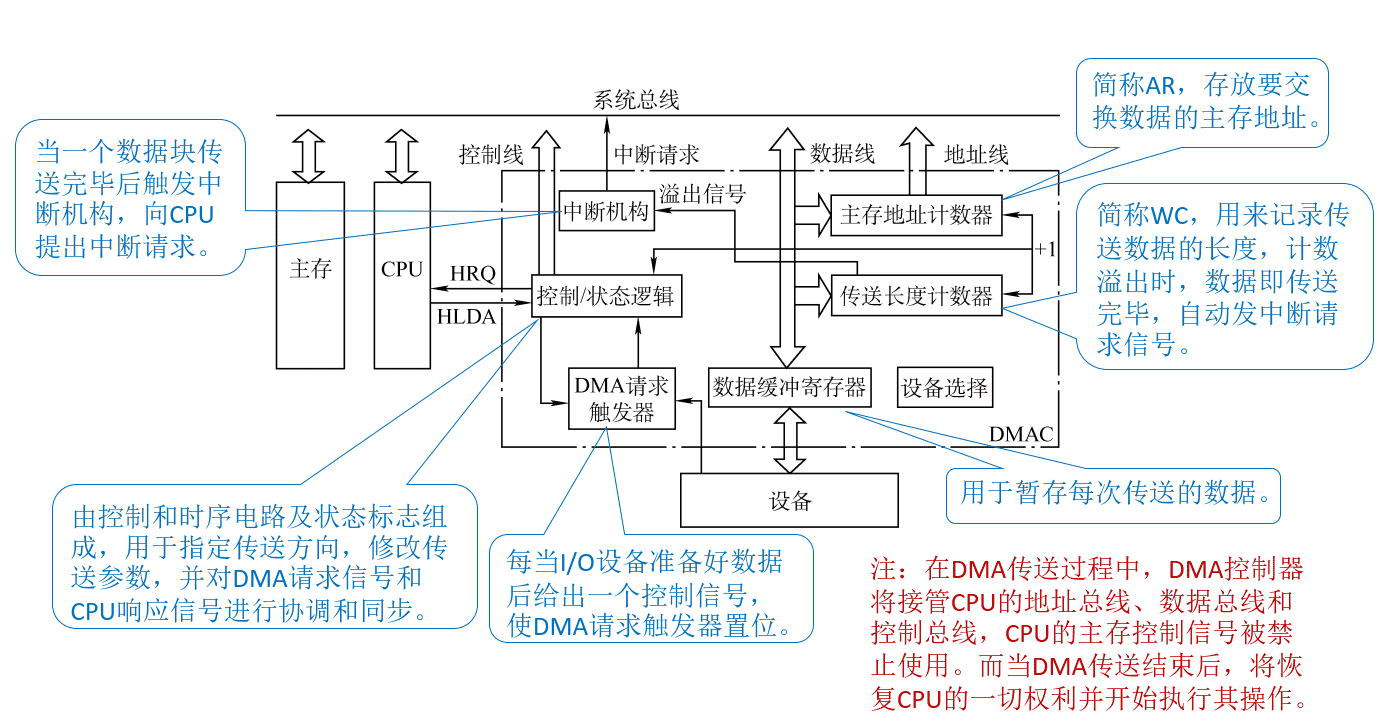 系统总线
简称AR，存放要交
换数据的主存地址。
当一个数据块传
送完毕后触发中
断机构，向CPU
提出中断请求。
控制线
中断请求
数据线
地址线
溢出信号
中断机构
主存地址计数器
简称WC，用来记录传
送数据的长度，计数
溢出时，数据即传送
完毕，自动发中断请
求信号。
+1
主存
CPU
HRQ
HLDA
控制/状态逻辑
传送长度计数器
DMA请求
触发器
数据缓冲寄存器
设备选择
DMAC
设备
用于暂存每次传送的数据。
由控制和时序电路及状态标志组
成，用于指定传送方向，修改传
送参数，并对DMA请求信号和
CPU响应信号进行协调和同步。
每当I/O设备准备好数据
后给出一个控制信号，
使DMA请求触发器置位。
注：在DMA传送过程中，DMA控制器
将接管CPU的地址总线、数据总线和
控制总线，CPU的主存控制信号被禁
止使用。而当DMA传送结束后，将恢
复CPU的一切权利并开始执行其操作。